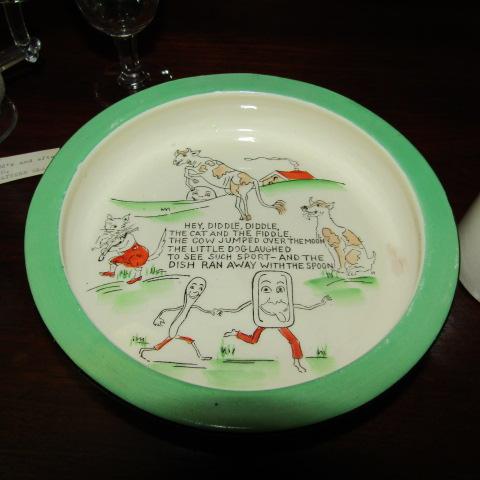 HEY, DIDDLE, DIDDLE,
THE CAT AND THE FIDDLE,
THE COW JUMPED OVER THE MOON
THE LITTLE DOG LAUGHED
TO SEE SUCH SPORT- AND THE
DISH RAN AWAY WITH THE SPOON